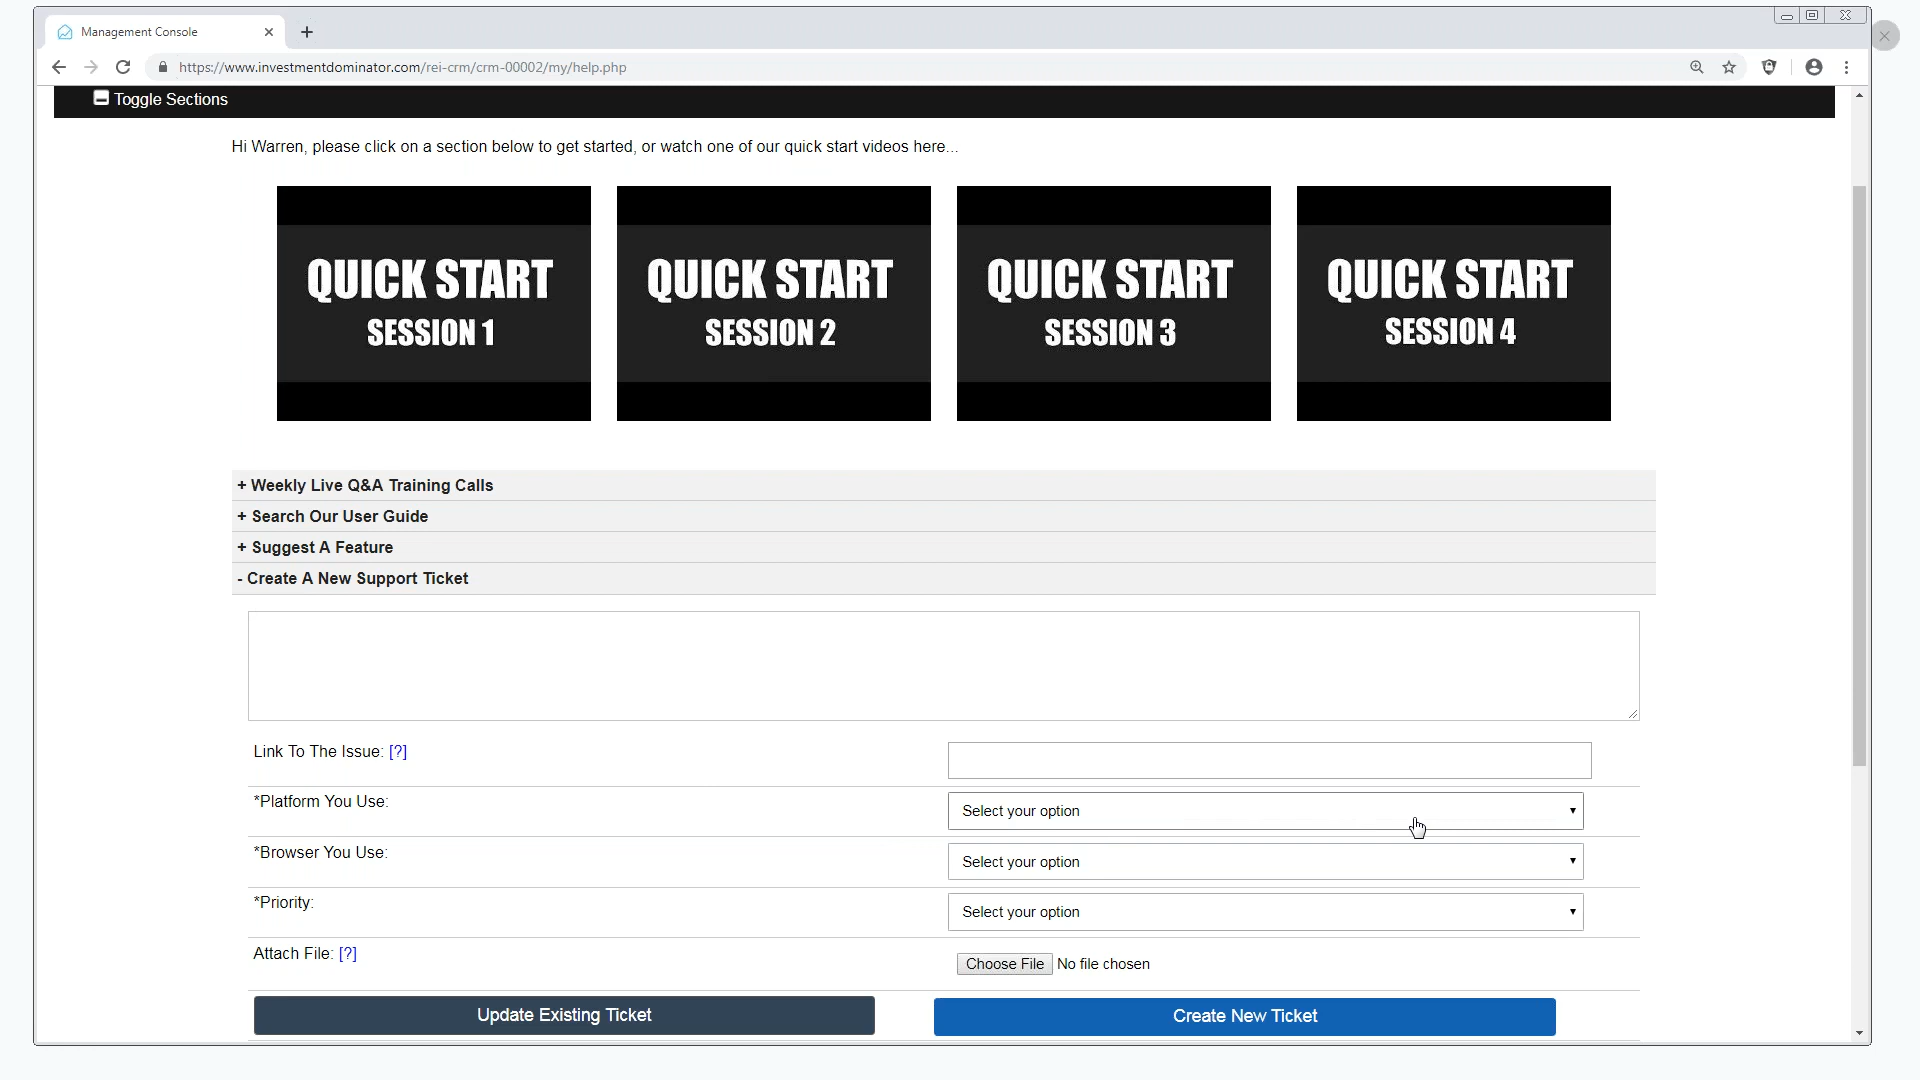 Management Console
https://www.investmentdominator.com/rei-crm/crm-00002/my/help.php
Toggle Sections
Hi Warren, please click on a section below to get started, or watch one of our quick start videos here...
QUICK START
SESSION 1
QUICK START
SESSION 2
QUICK START
SESSION 3
QUICK START
SESSION 4
+ Weekly Live Q&A Training Calls
+ Search Our User Guide
+ Suggest A Feature
- Create A New Support Ticket
Link To The Issue: [?]
*Platform You Use:
Select your option
*Browser You Use:
Select your option
*Priority:
Select your option
Attach File: [?]
Choose File No file chosen
Update Existing Ticket
Create New Ticket